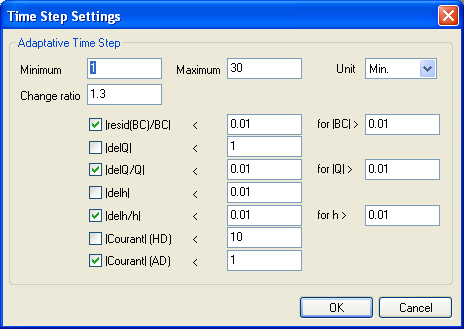 Time Step Settings
Adaptative Time Step
Minimum 1 Maximum 30 Unit Min.
Change ratio 1.3
|resid(BC)/BC| < 0.01 for |BC| > 0.01
|delQ| < 1
|delQ/Q| < 0.01 for |Q| > 0.01
|delh| < 0.01
|delh/h| < 0.01 for h > 0.01
|Courant| (HD) < 10
|Courant| (AD) < 1
OK Cancel